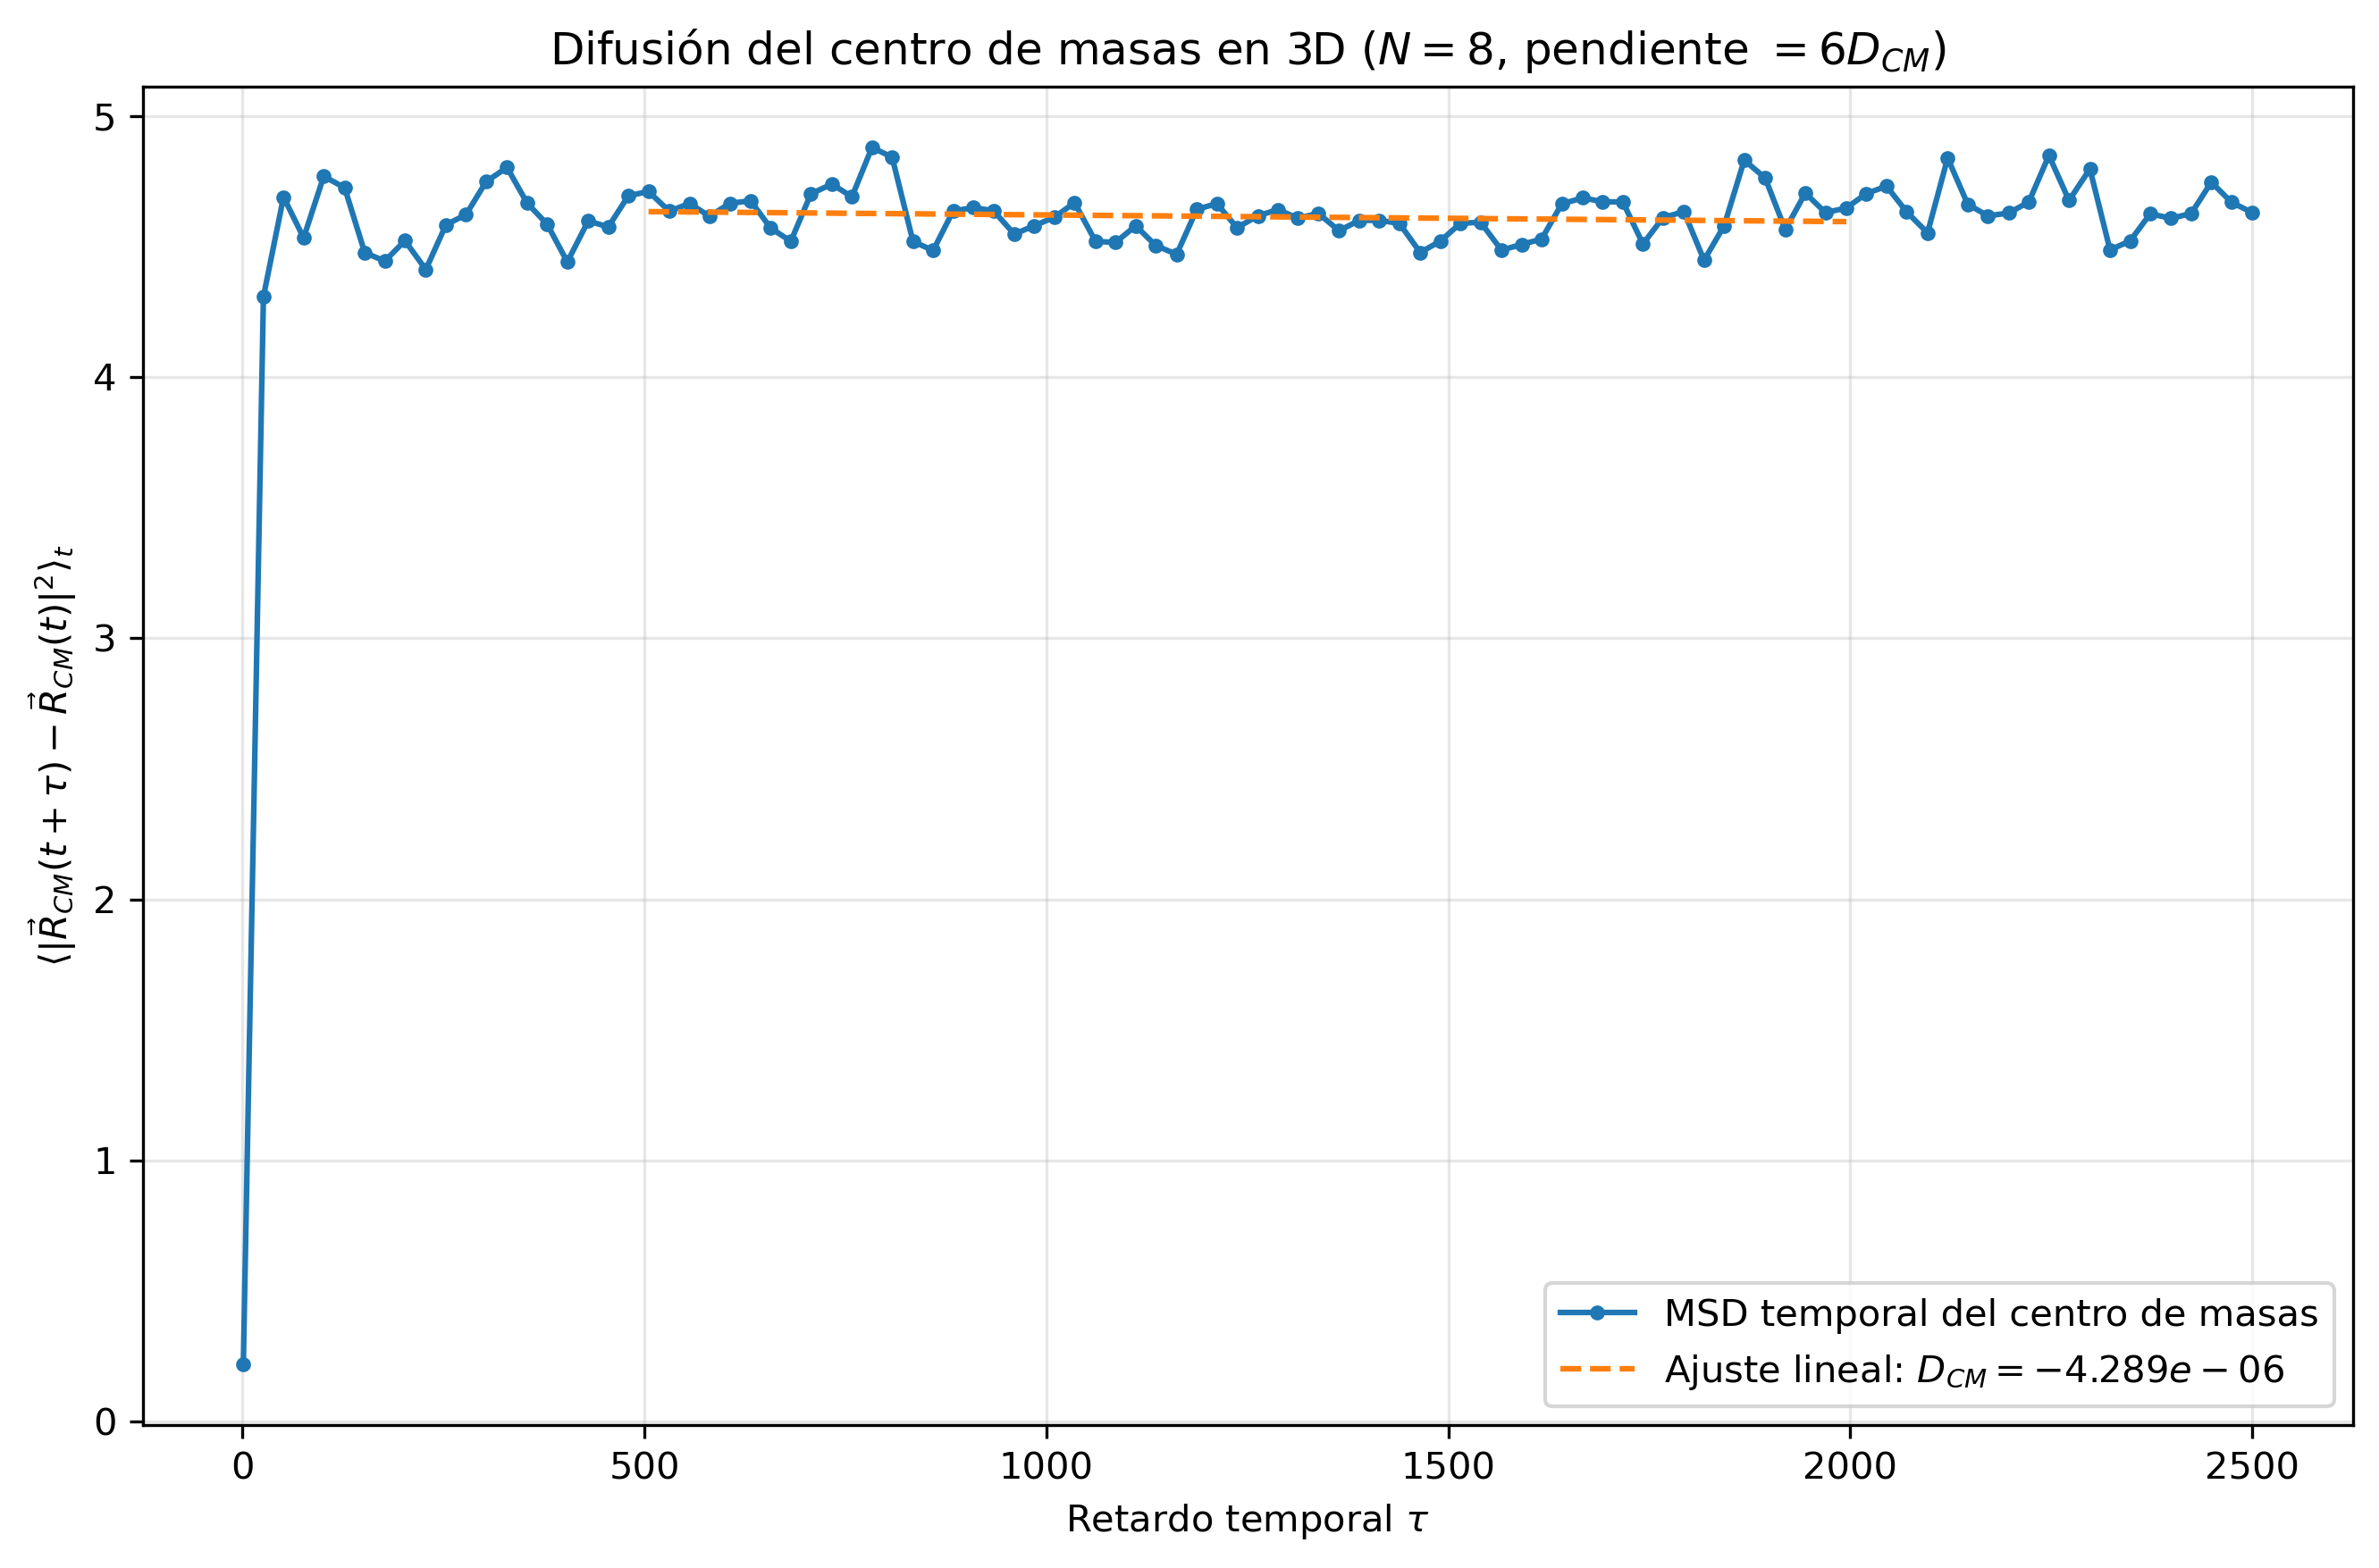 Difusión del centro de masas en 3D (N = 8, pendiente = 6D_CM)
5
4
3
2
1
0
⟨|R⃗_CM(t + τ) − R⃗_CM(t)|²⟩_t
MSD temporal del centro de masas
Ajuste lineal: D_CM = −4.289e − 06
0 500 1000 1500 2000 2500
Retardo temporal τ